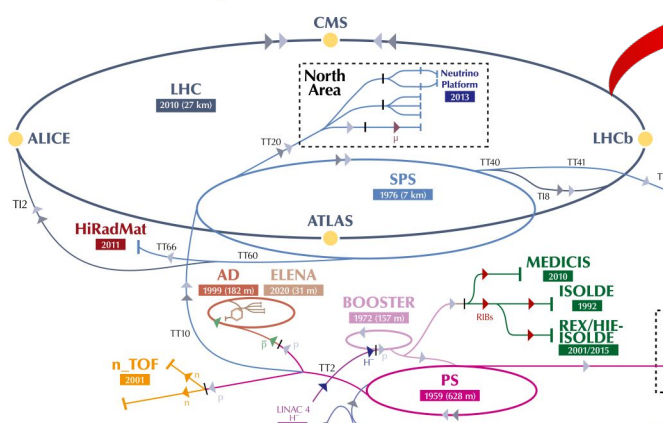 CMS
LHC
2010 (27 km)
North
Area
Neutrino
Platform
2013
μ
ALICE
LHCb
TT20
TT40
TT41
TI8
SPS
1976 (7 km)
TI2
HiRadMat
2011
ATLAS
TT66
TT60
AD
1999 (182 m)
ELENA
2020 (31 m)
MEDICIS
2010
BOOSTER
1972 (157 m)
ISOLDE
1992
RIBs
REX/HIE-
ISOLDE
2001/2015
TT10
p̅
p
H⁻
p
n_TOF
2001
n
n
p
TT2
PS
1959 (628 m)
LINAC 4
H⁻